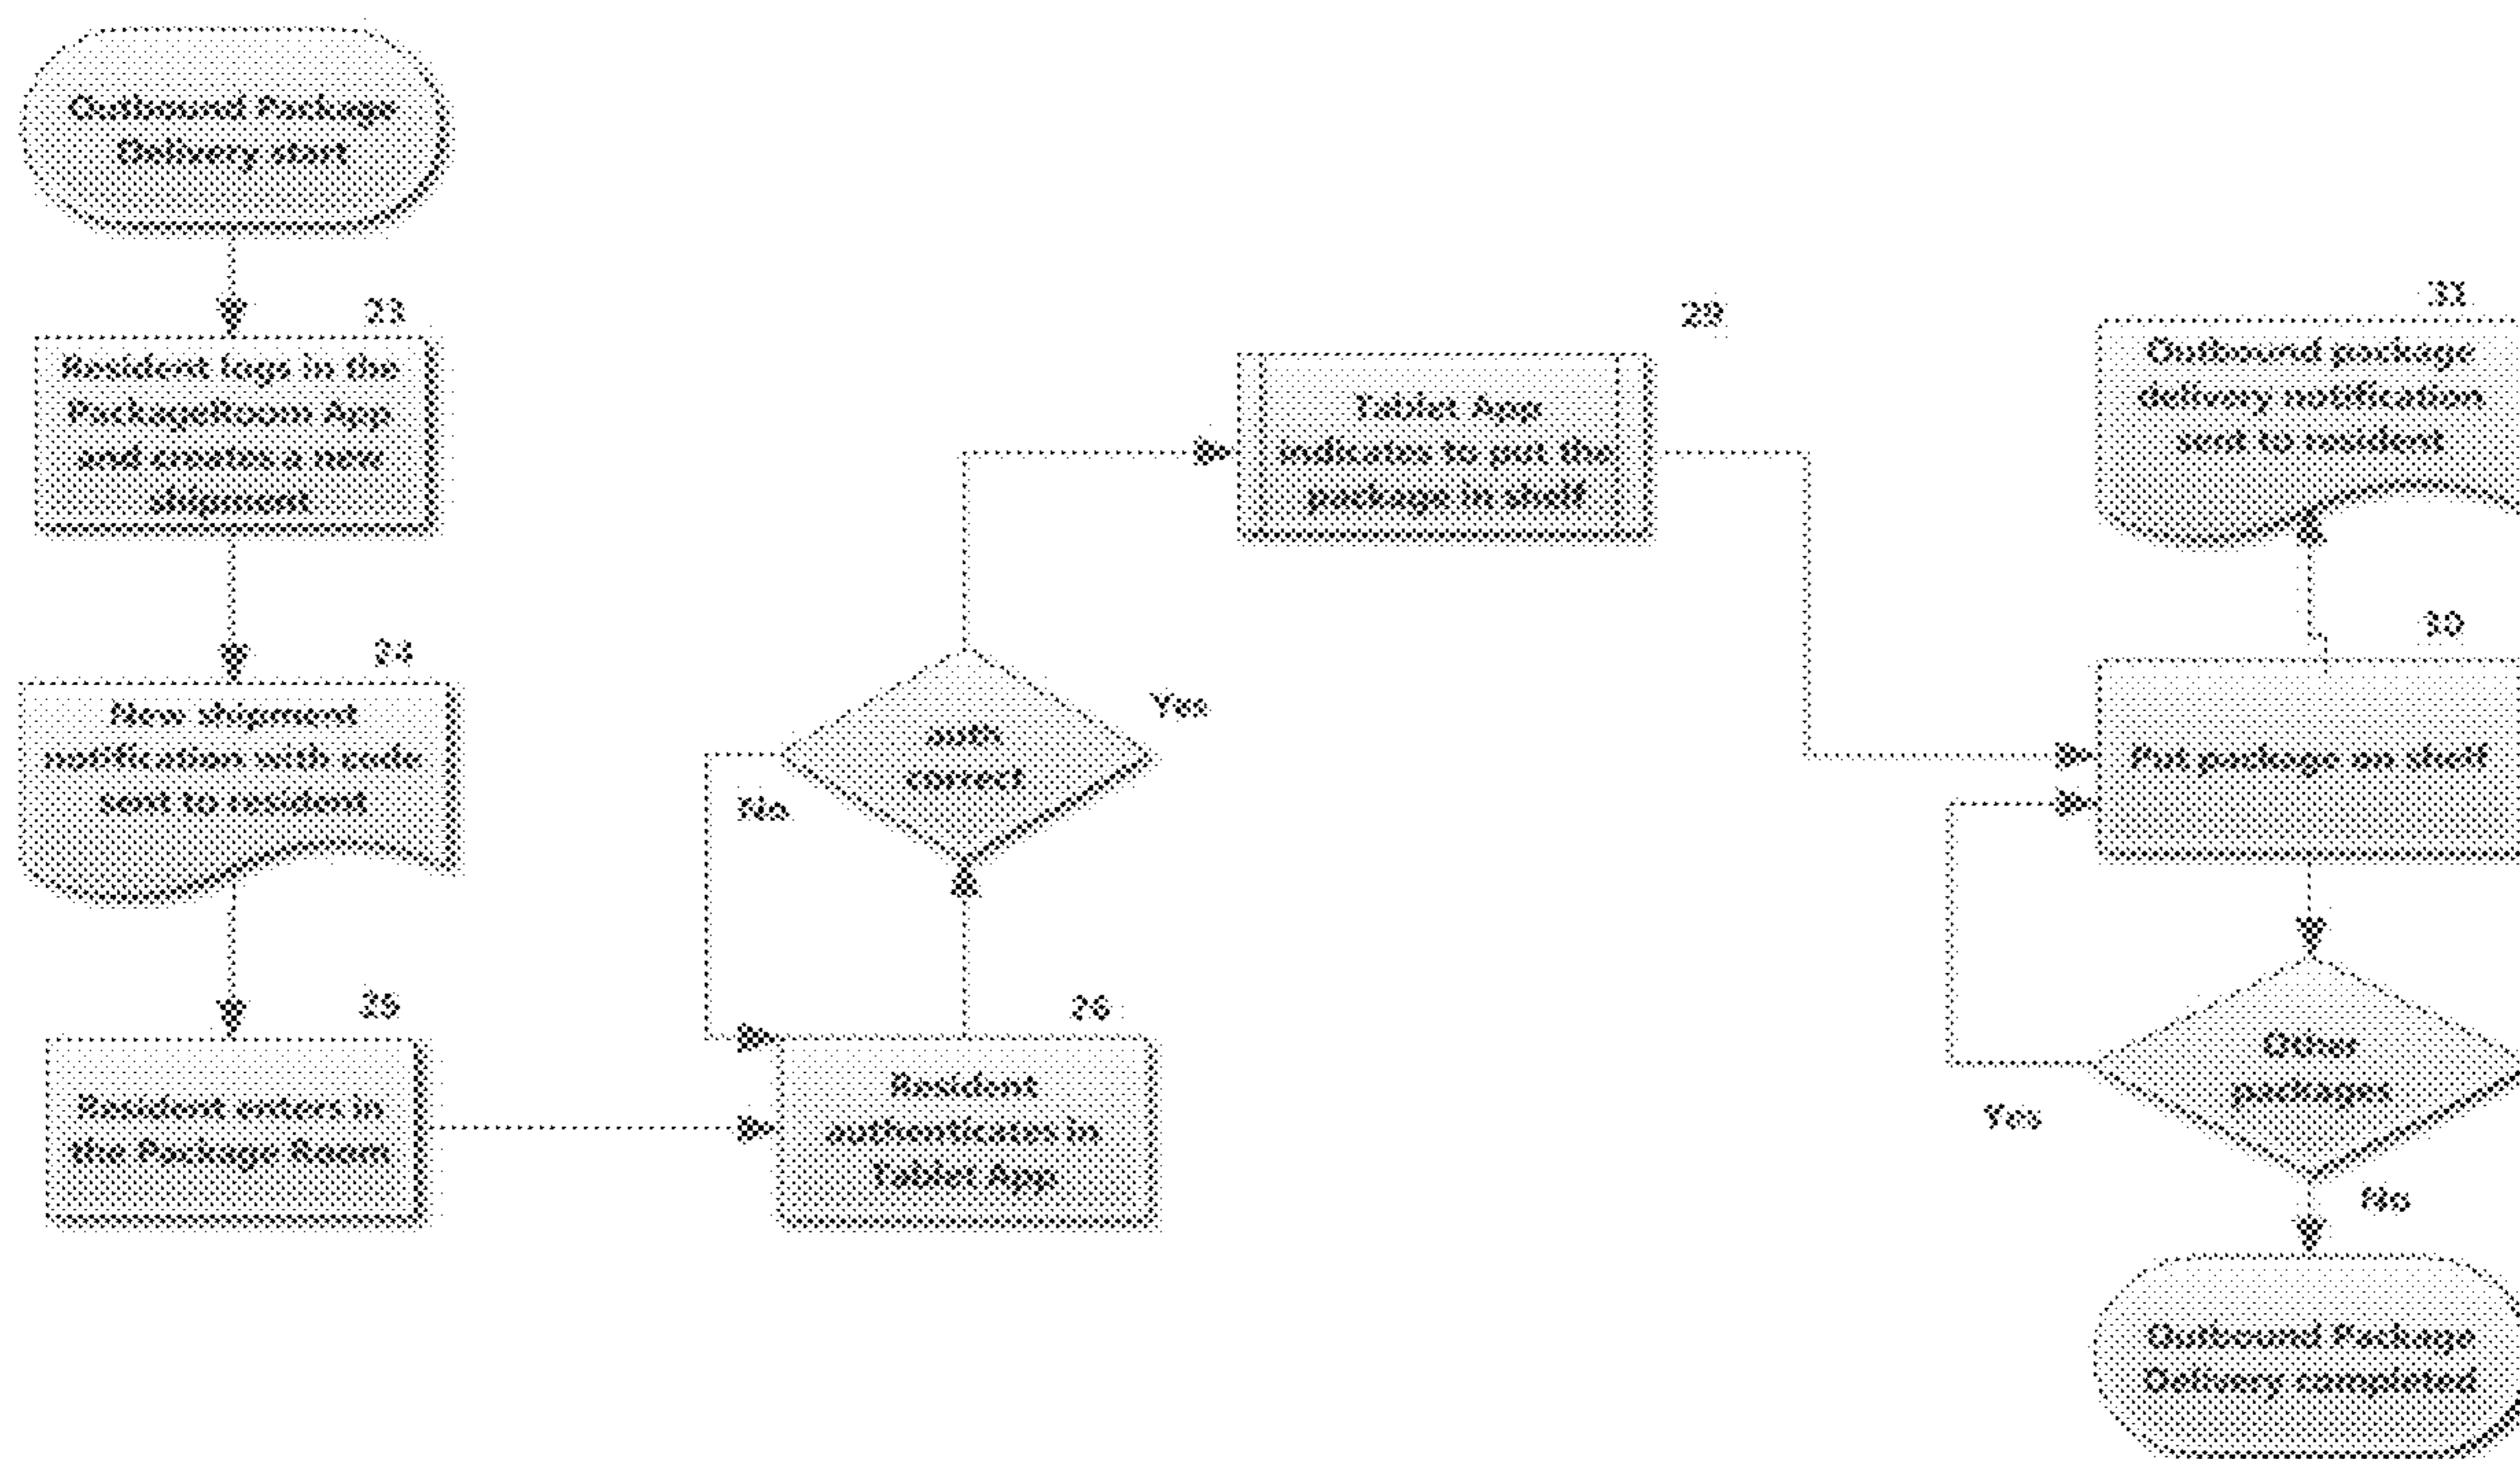 Outbound Package
Delivery start
23
Resident logs in the
PackageRoom App
and creates a new
shipment
24
New shipment
notification with code
sent to resident
25
Resident enters in
the Package Room
26
Resident
authenticates in
Tablet App
auth
correct
Yes
No
29
Tablet App
indicates to put the
package in shelf
30
Put package on shelf
31
Outbound package
delivery notification
sent to resident
Other
packages
Yes
No
Outbound Package
Delivery completed